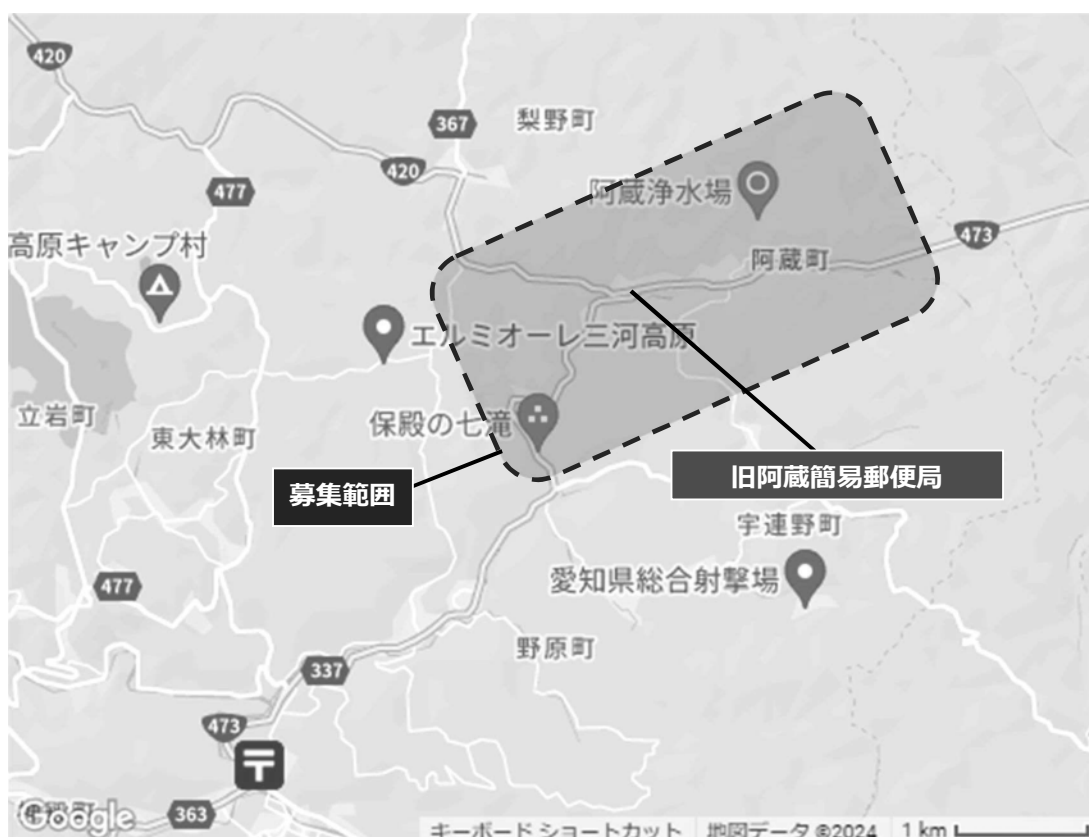 420
367
梨野町
420
477
阿蔵浄水場
高原キャンプ村
阿蔵町
473
エルミオーレ三河高原
立岩町
東大林町
保殿の七滝
募集範囲
旧阿蔵簡易郵便局
宇連野町
477
愛知県総合射撃場
野原町
337
473
〒
363
Google
キーボード ショートカット
地図データ ©2024
1 km